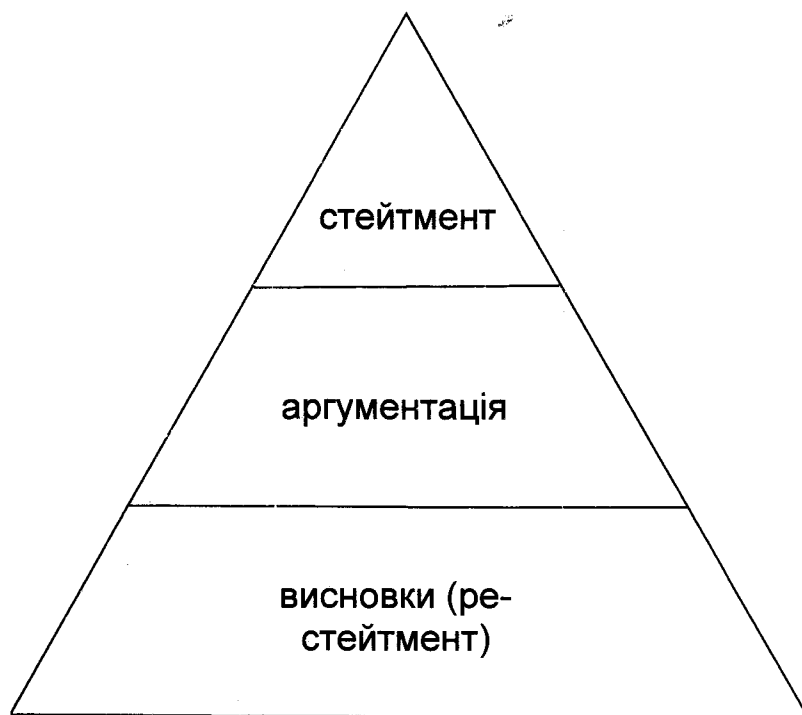 стейтмент
аргументація
висновки (ре-
стейтмент)